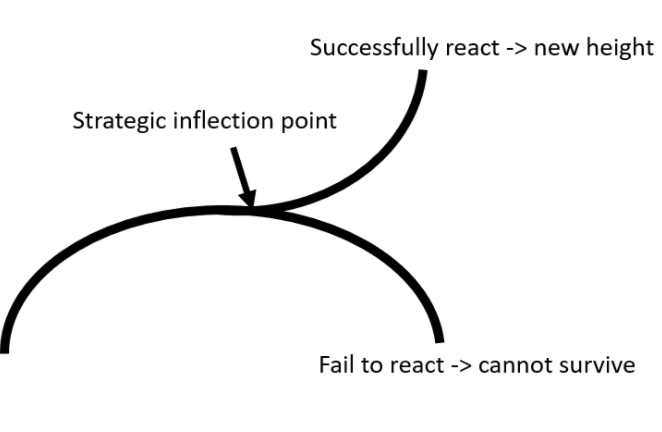 Successfully react -> new height
Strategic inflection point
Fail to react -> cannot survive